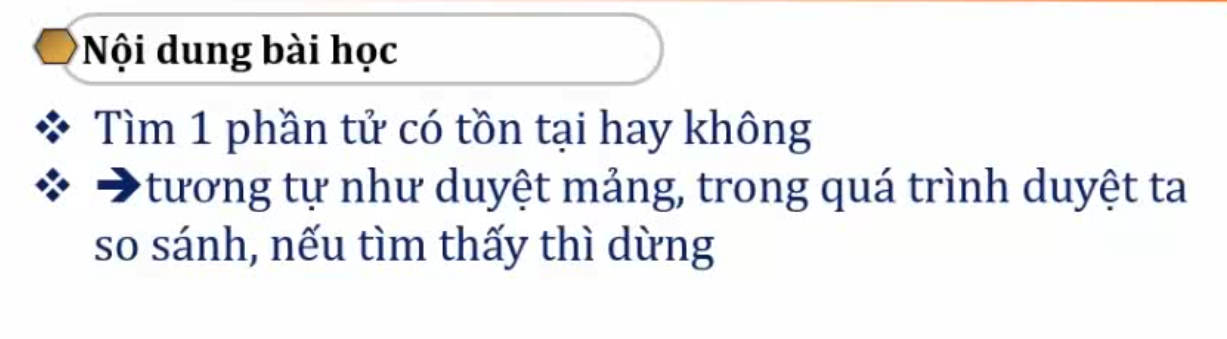 Nội dung bài học
❖ Tìm 1 phần tử có tồn tại hay không
❖ ➔tương tự như duyệt mảng, trong quá trình duyệt ta
so sánh, nếu tìm thấy thì dừng